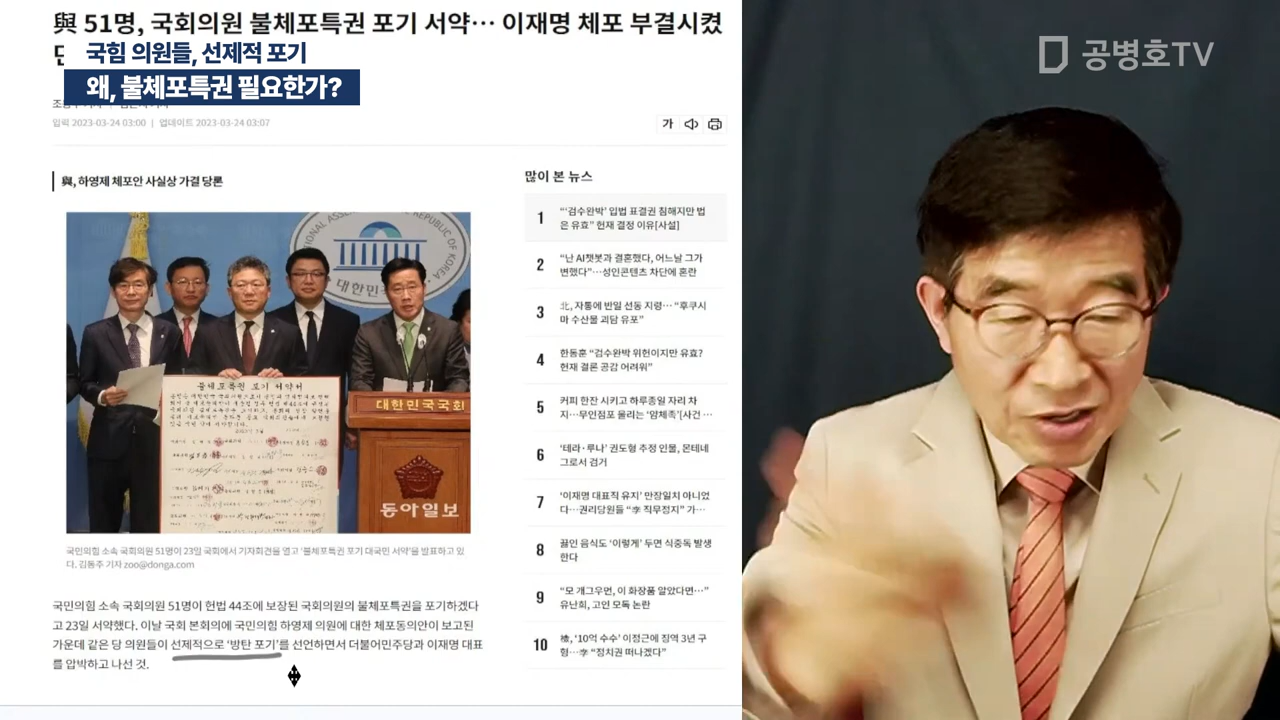 與 51명, 국회의원 불체포특권 포기 서약… 이재명 체포 부결시켰
국힘 의원들, 선제적 포기
왜, 불체포특권 필요한가?
입력 2023-03-24 03:00 | 업데이트 2023-03-24 03:07
가
공병호TV
與, 하영제 체포안 사실상 가결 당론
NATIONAL ASSEMBLY REPUBLIC OF KOREA
대한민국
불체포특권 포기 서약서
대한민국국회
동아일보
국민의힘 소속 국회의원 51명이 23일 국회에서 기자회견을 열고 '불체포특권 포기 대국민 서약'을 발표하고 있
다. 김동주 기자 zoo@donga.com
국민의힘 소속 국회의원 51명이 헌법 44조에 보장된 국회의원의 불체포특권을 포기하겠다
고 23일 서약했다. 이날 국회 본회의에 국민의힘 하영제 의원에 대한 체포동의안이 보고된
가운데 같은 당 의원들이 선제적으로 '방탄 포기'를 선언하면서 더불어민주당과 이재명 대표
를 압박하고 나선 것.
많이 본 뉴스
1 "'검수완박' 입법 표결권 침해지만 법
은 유효" 헌재 결정 이유[사설]
2 "난 AI챗봇과 결혼했다, 어느날 그가
변했다"…성인콘텐츠 차단에 혼란
3 北, 자통에 반일 선동 지령… "후쿠시
마 수산물 괴담 유포"
4 한동훈 "검수완박 위헌이지만 유효?
헌재 결론 공감 어려워"
5 커피 한잔 시키고 하루종일 자리 차
지…무인점포 울리는 '얌체족'[사건 …
6 '테라·루나' 권도형 추정 인물, 몬테네
그로서 검거
7 '이재명 대표직 유지' 만장일치 아니었
다…권리당원들 "李 직무정지" 가…
8 끓인 음식도 '이렇게' 두면 식중독 발생
한다
9 "모 개그우먼, 이 화장품 알았다면…"
유난희, 고인 모독 논란
10 檢, '10억 수수' 이정근에 징역 3년 구
형…李 "정치권 떠나겠다"